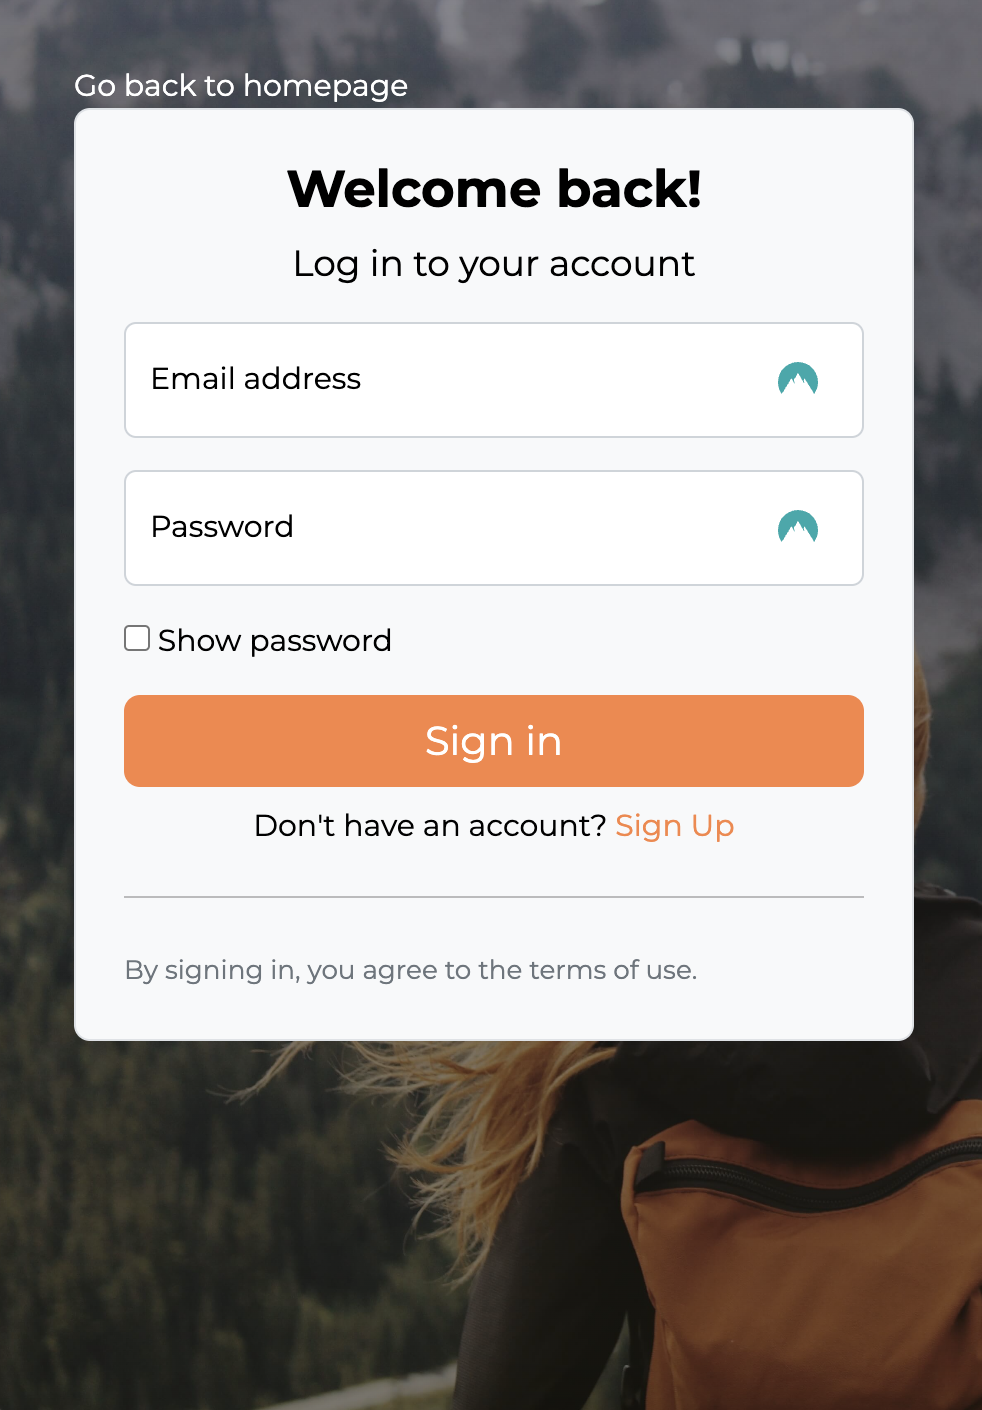 Go back to homepage
Welcome back!
Log in to your account
Email address
Password
Show password
Sign in
Don't have an account? Sign Up
By signing in, you agree to the terms of use.